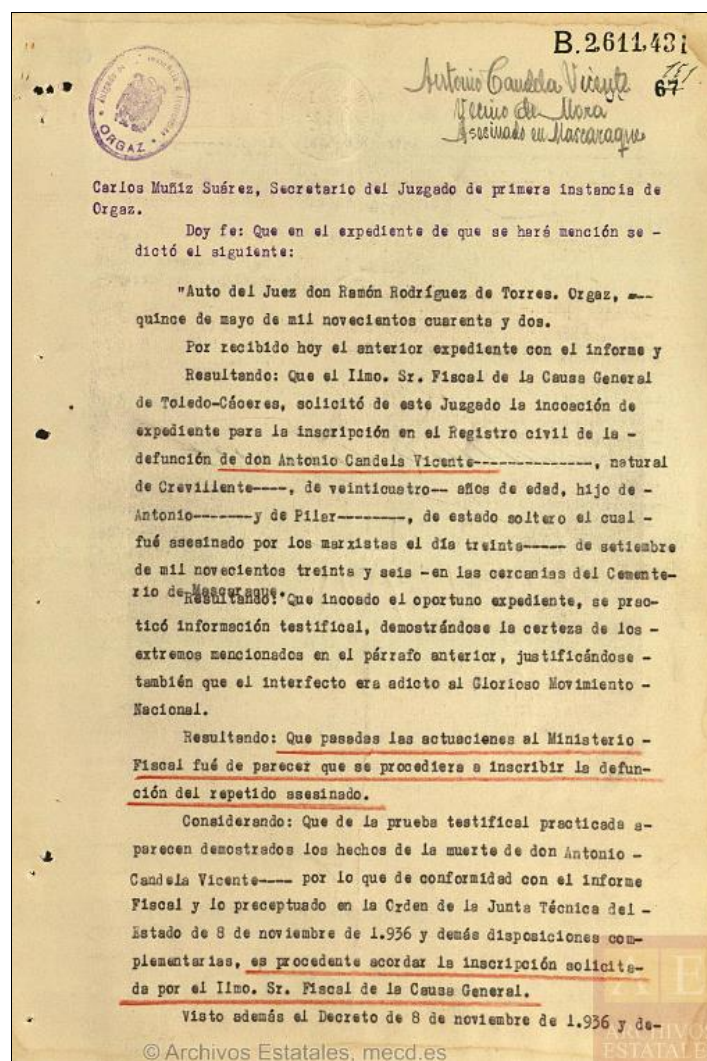 B.2611,431
Antonio Candela Vicente
151
67
Vecino de Mora
Asesinado en Mascaraque
ORGAZ
Carlos Muñiz Suárez, Secretario del Juzgado de primera instancia de
Orgaz.
Doy fe: Que en el expediente de que se hará mención se -
dictó el siguiente:
"Auto del Juez don Ramón Rodríguez de Torres. Orgaz, ---
quince de mayo de mil novecientos cuarenta y dos.
Por recibido hoy el anterior expediente con el informe y
Resultando: Que el Ilmo. Sr. Fiscal de la Causa General
de Toledo-Cáceres, solicitó de este Juzgado la incoación de
expediente para la inscripción en el Registro civil de la -
defunción de don Antonio Candela Vicente--------------, natural
de Crevillente----, de veinticuatro-- años de edad, hijo de -
Antonio-------y de Pilar--------, de estado soltero el cual -
fué asesinado por los marxistas el día treinta----- de setiembre
de mil novecientos treinta y seis -en las cercanías del Cemente-
rio de Mascaraque.
Resultando: Que incoado el oportuno expediente, se prac-
ticó información testifical, demostrándose la certeza de los -
extremos mencionados en el párrafo anterior, justificándose -
también que el interfecto era adicto al Glorioso Movimiento -
Nacional.
Resultando: Que pasadas las actuaciones al Ministerio -
Fiscal fué de parecer que se procediera a inscribir la defun-
ción del repetido asesinado.
Considerando: Que de la prueba testifical practicada a-
parecen demostrados los hechos de la muerte de don Antonio -
Candela Vicente---- por lo que de conformidad con el informe
Fiscal y lo preceptuado en la Orden de la Junta Técnica del -
Estado de 8 de noviembre de 1.936 y demás disposiciones com-
plementarias, es procedente acordar la inscripción solicita-
da por el Ilmo. Sr. Fiscal de la Causa General.
Visto además el Decreto de 8 de noviembre de 1.936 y de-
© Archivos Estatales, mecd.es
AE
ARCHIVOS
ESTATALES